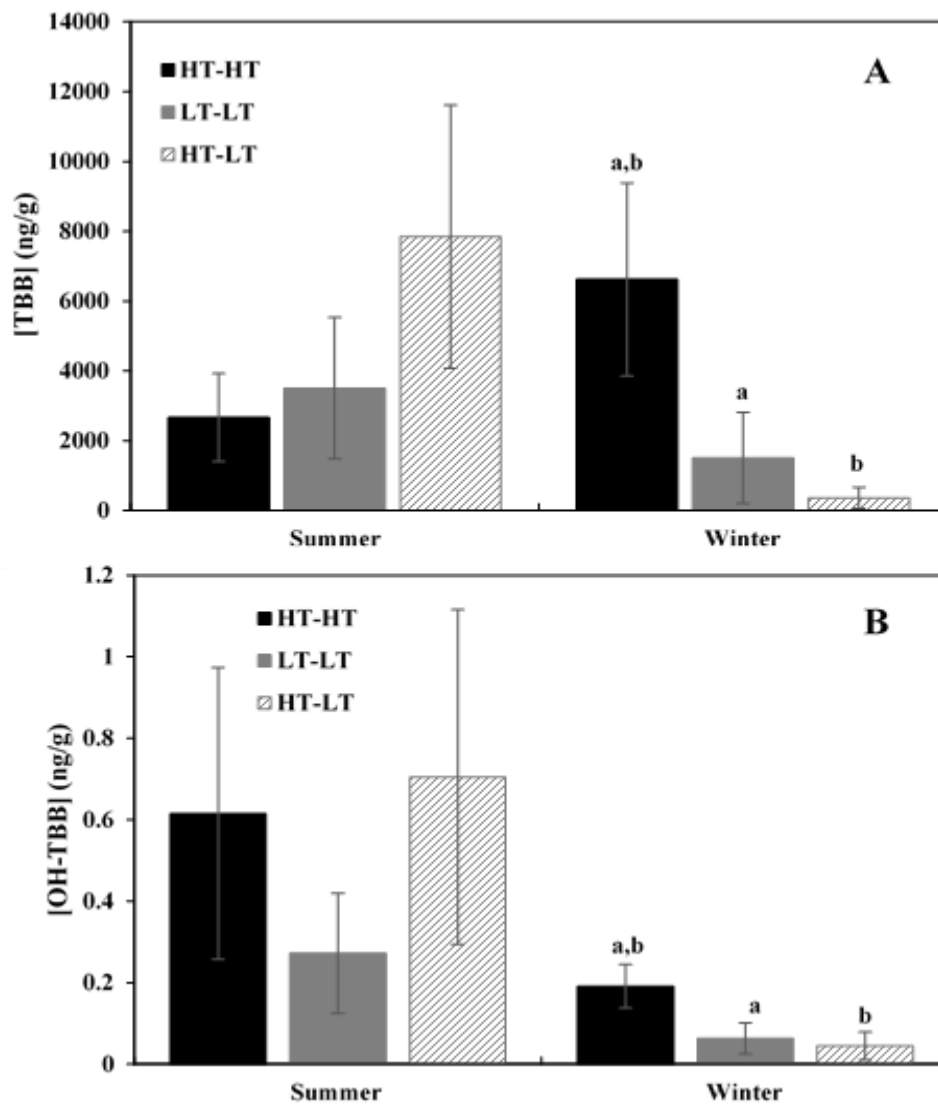 14000
12000
10000
8000
6000
4000
2000
0
[TBB] (ng/g)
HT-HT
LT-LT
HT-LT
A
a,b
a
b
Summer Winter
1.2
1
0.8
0.6
0.4
0.2
0
[OH-TBB] (ng/g)
HT-HT
LT-LT
HT-LT
B
a,b
a
b
Summer Winter